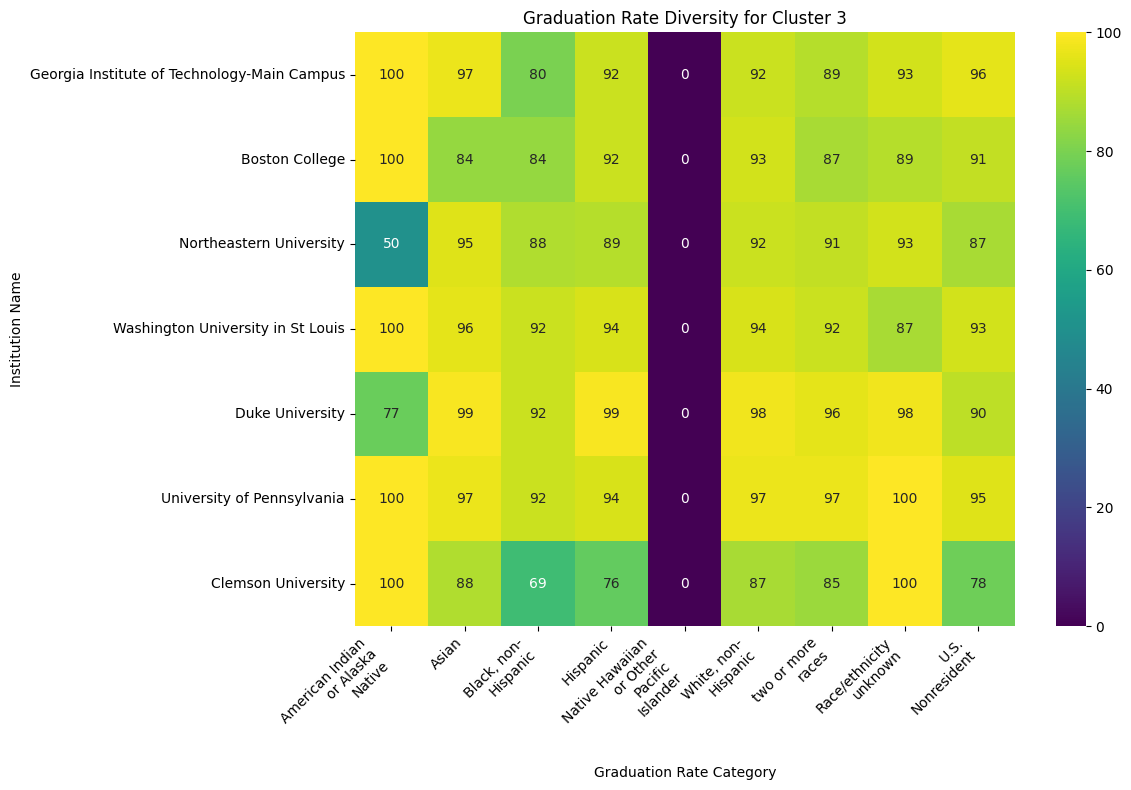 Graduation Rate Diversity for Cluster 3
Institution Name
Georgia Institute of Technology-Main Campus 100 97 80 92 0 92 89 93 96
Boston College 100 84 84 92 0 93 87 89 91
Northeastern University 50 95 88 89 0 92 91 93 87
Washington University in St Louis 100 96 92 94 0 94 92 87 93
Duke University 77 99 92 99 0 98 96 98 90
University of Pennsylvania 100 97 92 94 0 97 97 100 95
Clemson University 100 88 69 76 0 87 85 100 78
American Indian
or Alaska
Native
Asian
Black, non-
Hispanic
Hispanic
Native Hawaiian
or Other
Pacific
Islander
White, non-
Hispanic
two or more
races
Race/ethnicity
unknown
U.S.
Nonresident
Graduation Rate Category
100
80
60
40
20
0